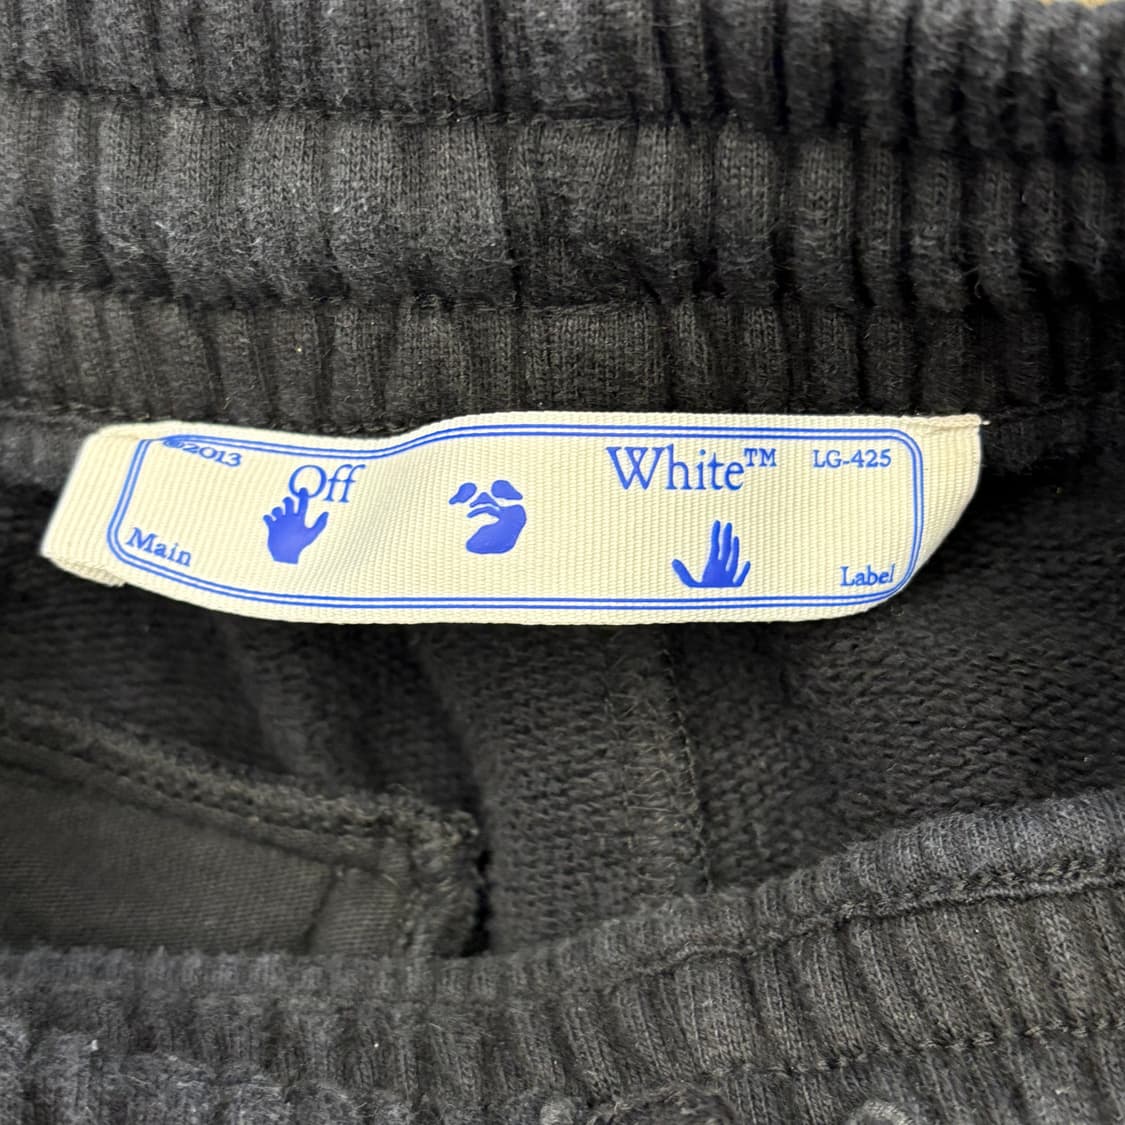 ©2013
Off
White™
LG-425
Main
Label